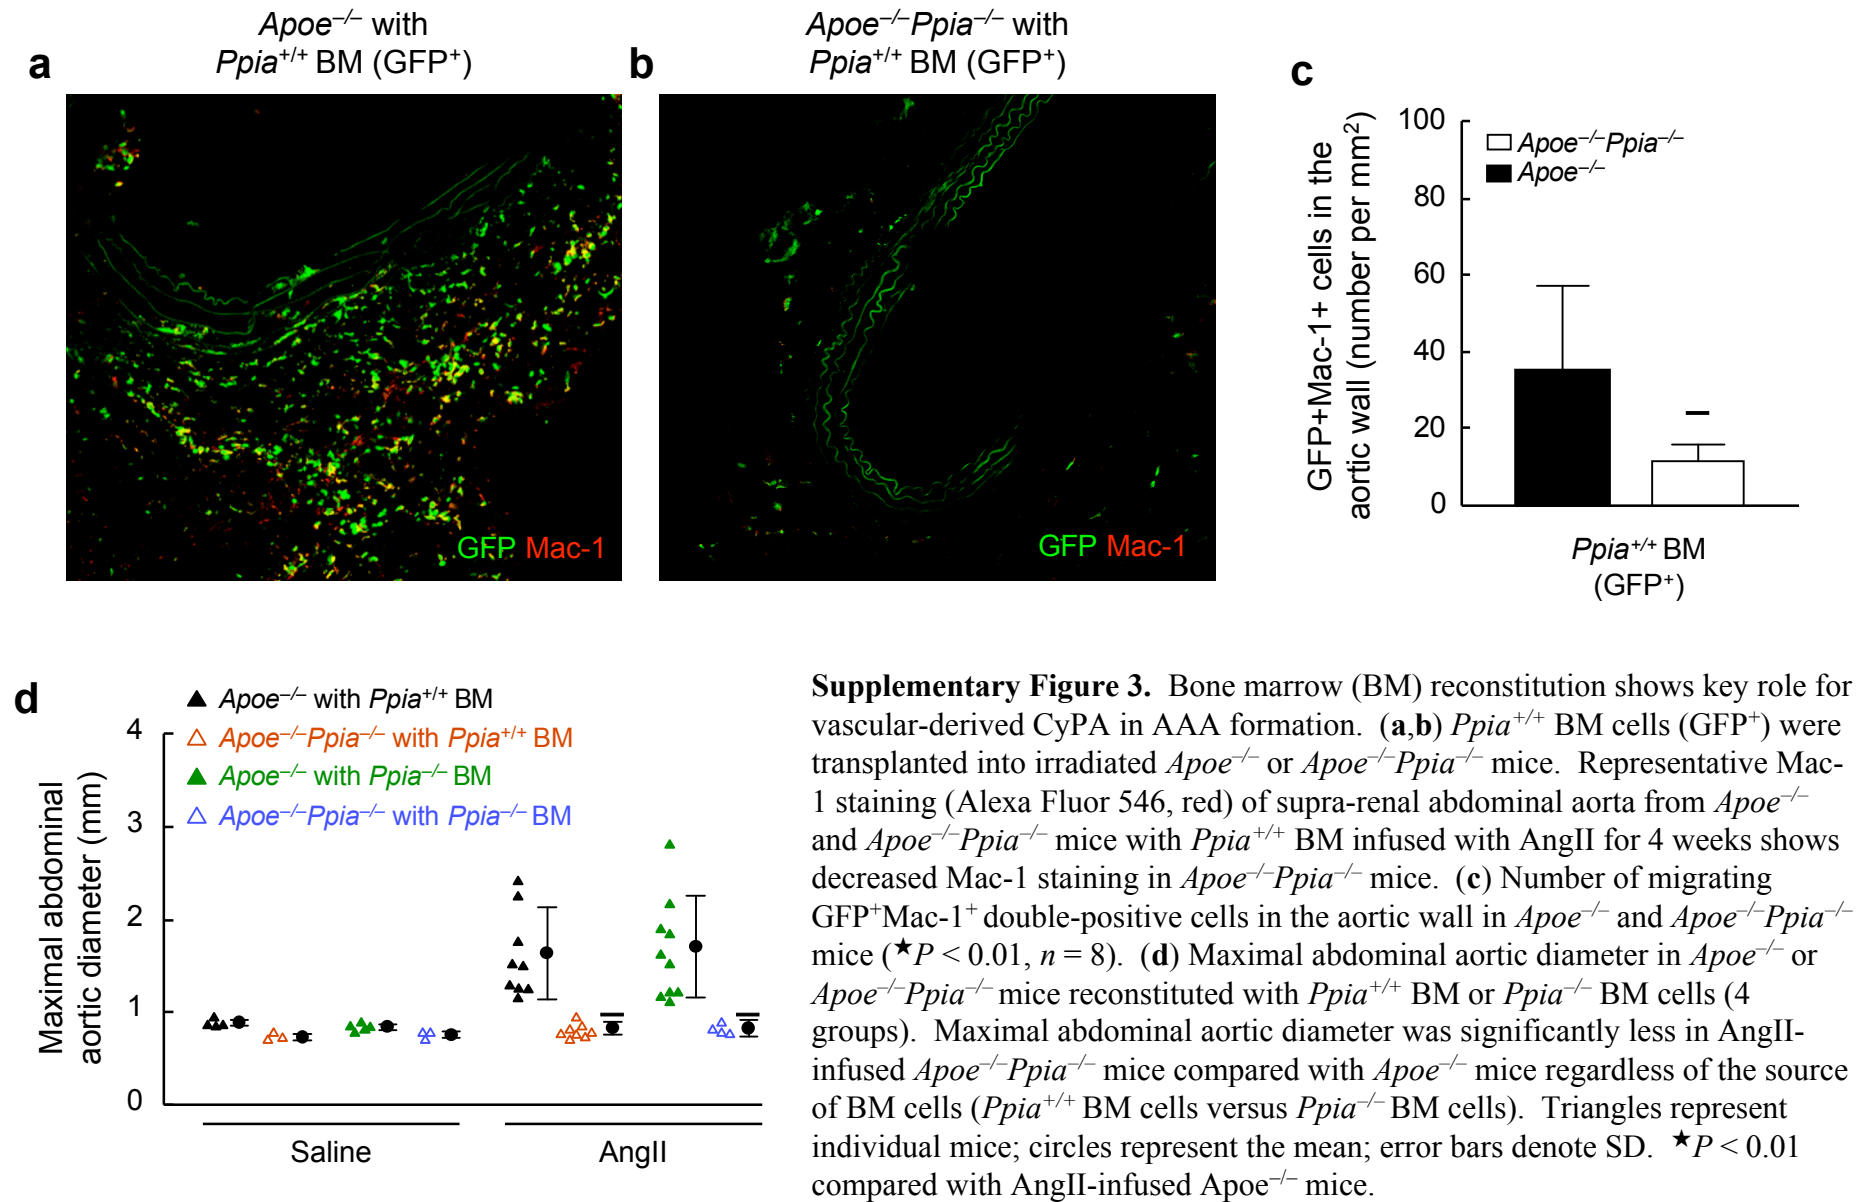 a
Apoe–/– with
Ppia+/+ BM (GFP+)
GFP Mac-1
b
Apoe–/–Ppia–/– with
Ppia+/+ BM (GFP+)
GFP Mac-1
c
GFP+Mac-1+ cells in the
aortic wall (number per mm2)
100
80
60
40
20
0
Apoe–/–Ppia–/–
Apoe–/–
Ppia+/+ BM
(GFP+)
d
Maximal abdominal
aortic diameter (mm)
4
3
2
1
0
▲ Apoe–/– with Ppia+/+ BM
△ Apoe–/–Ppia–/– with Ppia+/+ BM
▲ Apoe–/– with Ppia–/– BM
△ Apoe–/–Ppia–/– with Ppia–/– BM
Saline
AngII
Supplementary Figure 3. Bone marrow (BM) reconstitution shows key role for
vascular-derived CyPA in AAA formation. (a,b) Ppia+/+ BM cells (GFP+) were
transplanted into irradiated Apoe–/– or Apoe–/–Ppia–/– mice. Representative Mac-
1 staining (Alexa Fluor 546, red) of supra-renal abdominal aorta from Apoe–/–
and Apoe–/–Ppia–/– mice with Ppia+/+ BM infused with AngII for 4 weeks shows
decreased Mac-1 staining in Apoe–/–Ppia–/– mice. (c) Number of migrating
GFP+Mac-1+ double-positive cells in the aortic wall in Apoe–/– and Apoe–/–Ppia–/–
mice (★P < 0.01, n = 8). (d) Maximal abdominal aortic diameter in Apoe–/– or
Apoe–/–Ppia–/– mice reconstituted with Ppia+/+ BM or Ppia–/– BM cells (4
groups). Maximal abdominal aortic diameter was significantly less in AngII-
infused Apoe–/–Ppia–/– mice compared with Apoe–/– mice regardless of the source
of BM cells (Ppia+/+ BM cells versus Ppia–/– BM cells). Triangles represent
individual mice; circles represent the mean; error bars denote SD. ★P < 0.01
compared with AngII-infused Apoe–/– mice.